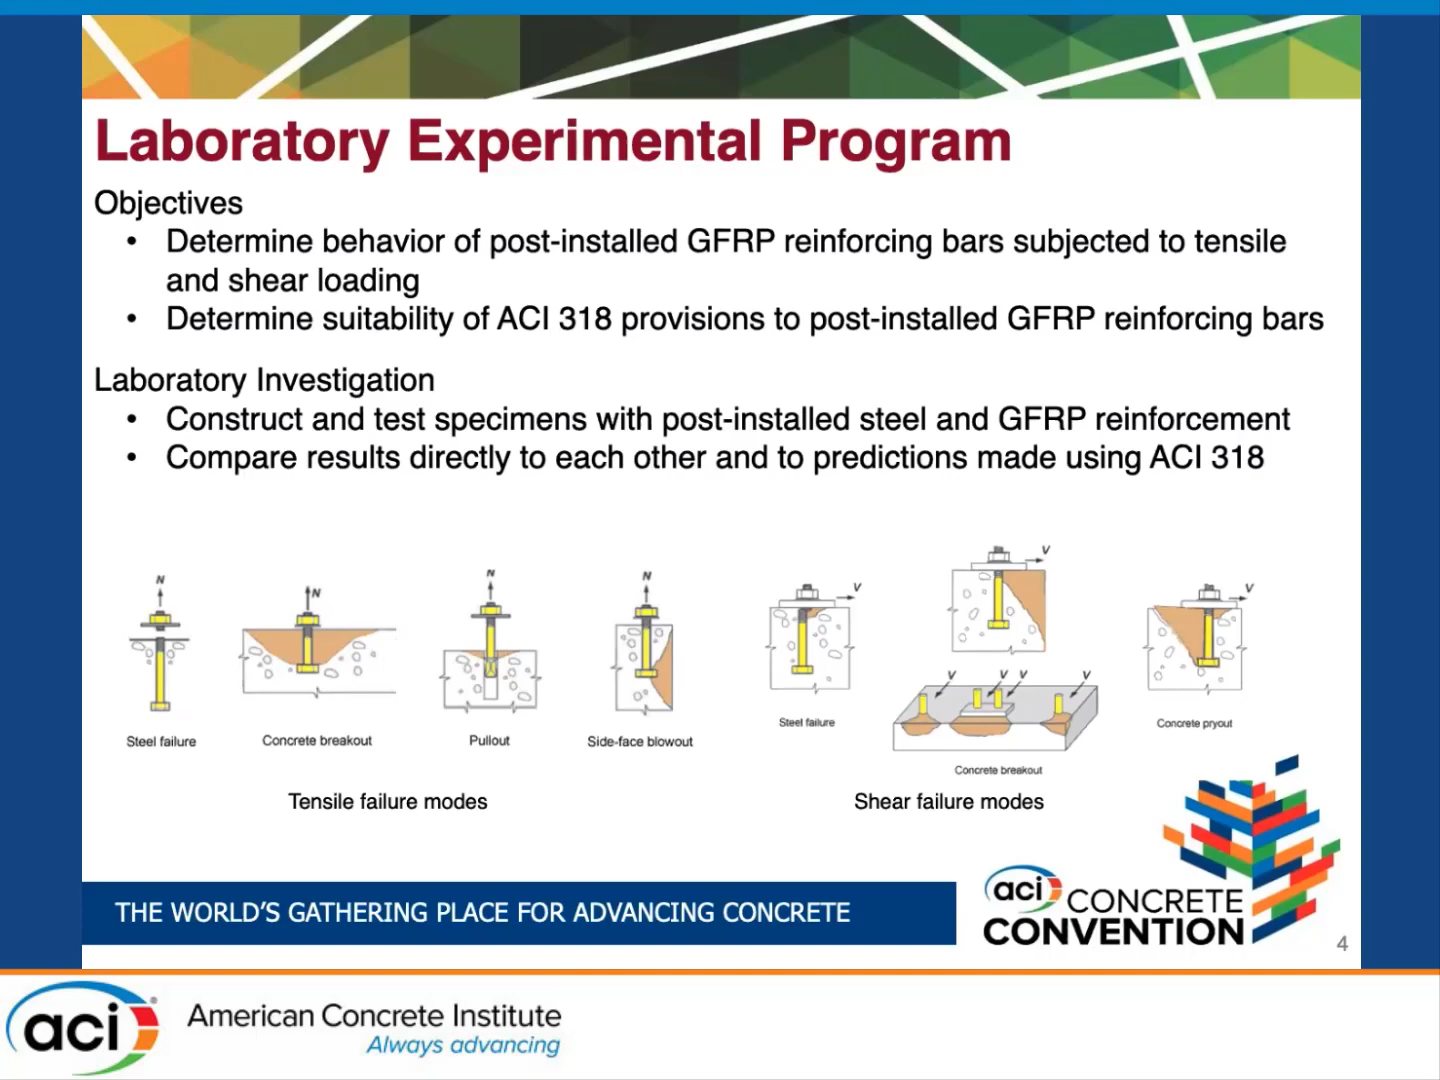 Laboratory Experimental Program
Objectives
• Determine behavior of post-installed GFRP reinforcing bars subjected to tensile
and shear loading
• Determine suitability of ACI 318 provisions to post-installed GFRP reinforcing bars
Laboratory Investigation
• Construct and test specimens with post-installed steel and GFRP reinforcement
• Compare results directly to each other and to predictions made using ACI 318
N
N
N
N
V
V
V
V V
V
V
Steel failure
Concrete breakout
Pullout
Side-face blowout
Steel failure
Concrete breakout
Concrete pryout
Tensile failure modes
Shear failure modes
THE WORLD'S GATHERING PLACE FOR ADVANCING CONCRETE
aci CONCRETE
CONVENTION
4
aci®
American Concrete Institute
Always advancing